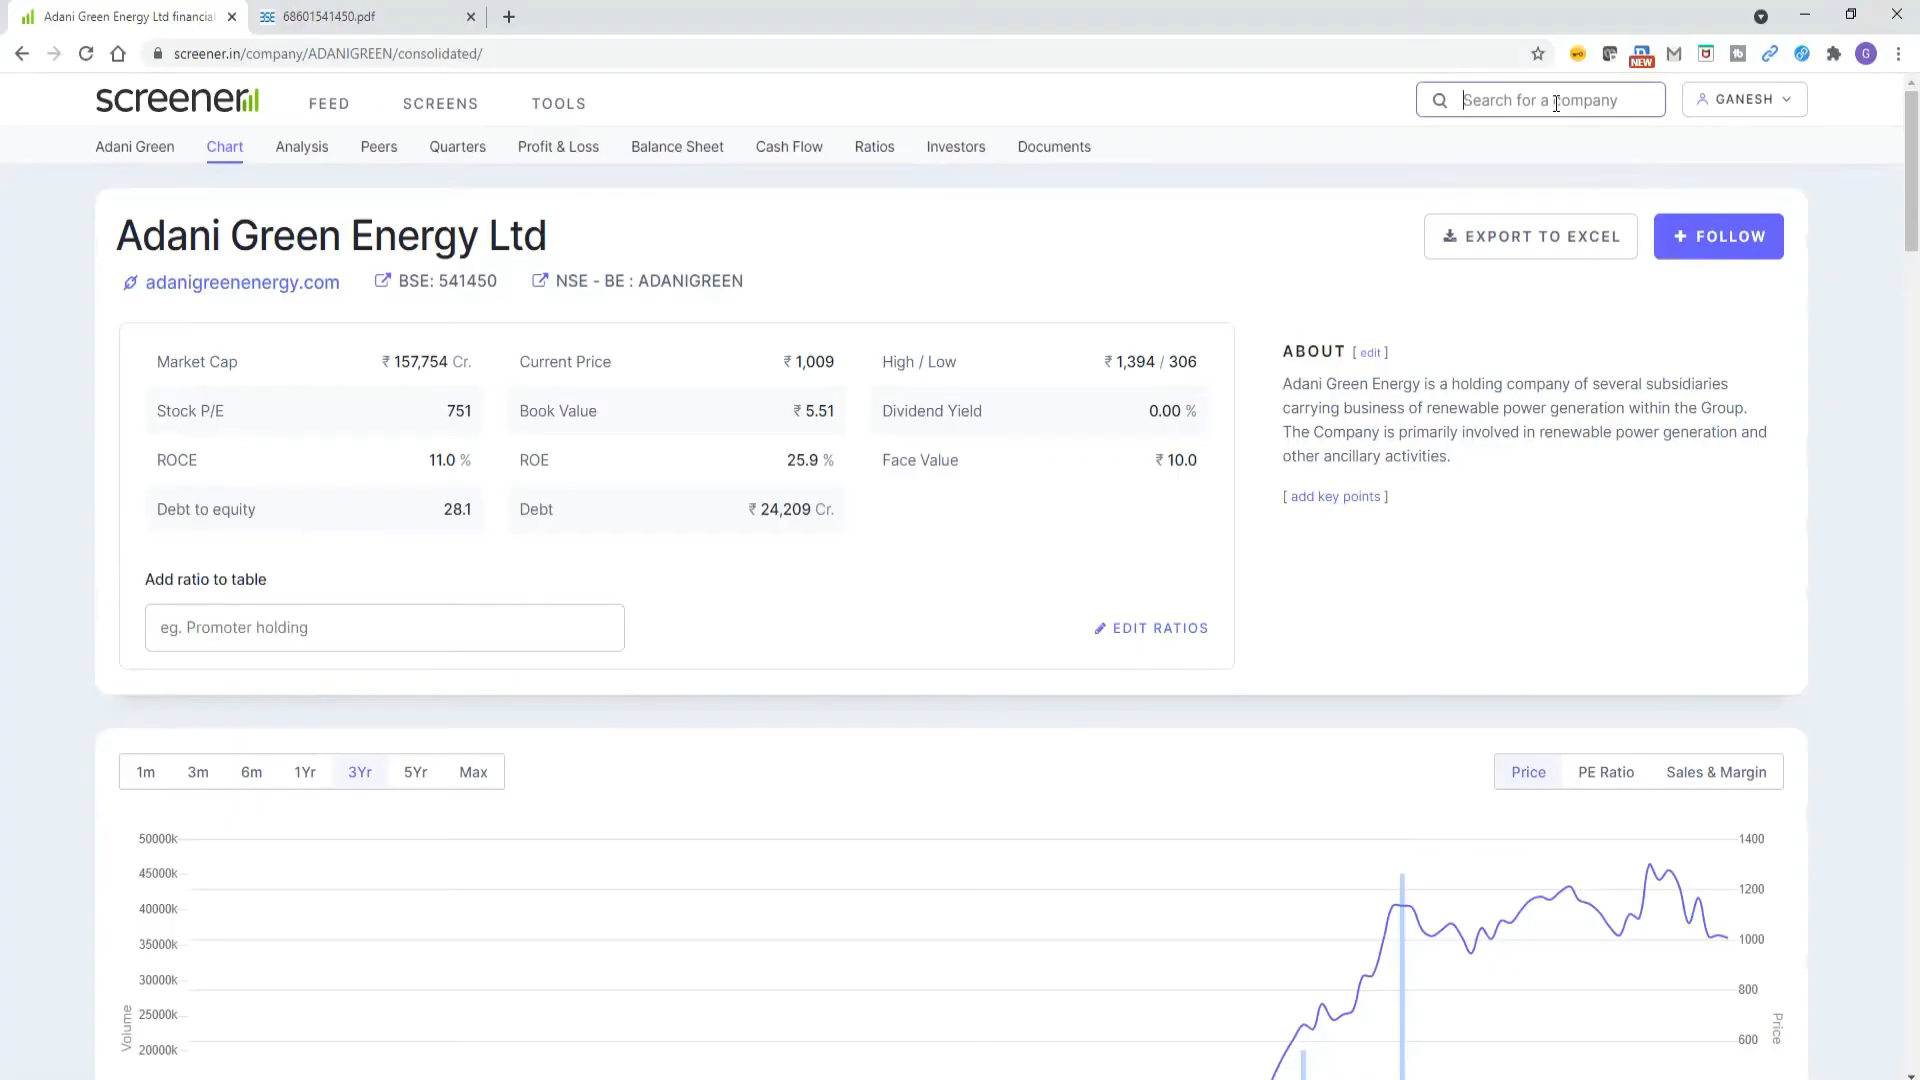 Adani Green Energy Ltd financia
68601541450.pdf
screener.in/company/ADANIGREEN/consolidated/
NEW
G
screener
FEED
SCREENS
TOOLS
Search for a company
GANESH
Adani Green
Chart
Analysis
Peers
Quarters
Profit & Loss
Balance Sheet
Cash Flow
Ratios
Investors
Documents
Adani Green Energy Ltd
EXPORT TO EXCEL
+ FOLLOW
adanigreenenergy.com
BSE: 541450
NSE - BE : ADANIGREEN
Market Cap ₹ 157,754 Cr.
Current Price ₹ 1,009
High / Low ₹ 1,394 / 306
Stock P/E 751
Book Value ₹ 5.51
Dividend Yield 0.00 %
ROCE 11.0 %
ROE 25.9 %
Face Value ₹ 10.0
Debt to equity 28.1
Debt ₹ 24,209 Cr.
Add ratio to table
eg. Promoter holding
EDIT RATIOS
ABOUT [ edit ]
Adani Green Energy is a holding company of several subsidiaries
carrying business of renewable power generation within the Group.
The Company is primarily involved in renewable power generation and
other ancillary activities.
[ add key points ]
1m
3m
6m
1Yr
3Yr
5Yr
Max
Price
PE Ratio
Sales & Margin
50000k
45000k
40000k
35000k
30000k
25000k
20000k
Volume
1400
1200
1000
800
600
Price